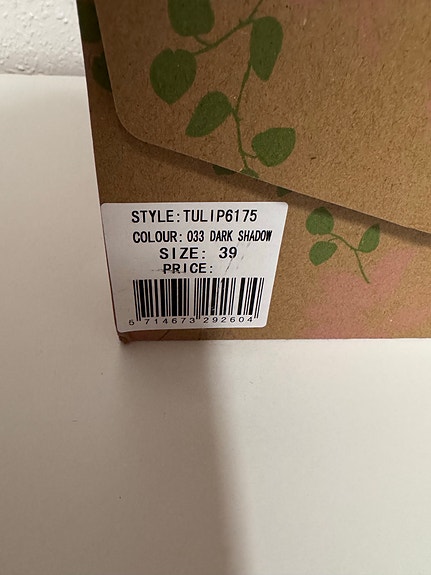 STYLE:TULIP6175
COLOUR: 033 DARK SHADOW
SIZE: 39
PRICE:
5 714673 292604